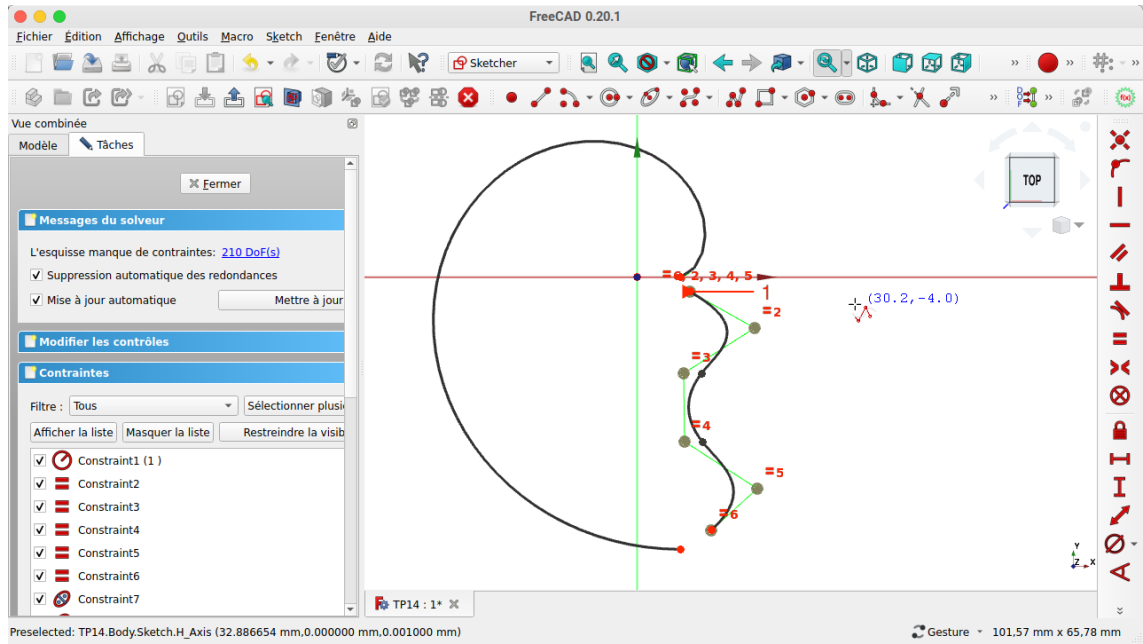 FreeCAD 0.20.1
Fichier Édition Affichage Outils Macro Sketch Fenêtre Aide
Sketcher
f(x)
Vue combinée
Modèle Tâches
Fermer
Messages du solveur
L'esquisse manque de contraintes: 210 DoF(s)
Suppression automatique des redondances
Mise à jour automatique Mettre à jour
Modifier les contrôles
Contraintes
Filtre : Tous Sélectionner plusi
Afficher la liste Masquer la liste Restreindre la visib
Constraint1 (1 )
Constraint2
Constraint3
Constraint4
Constraint5
Constraint6
Constraint7
TOP
2, 3, 4, 5
1
=2
(30.2,-4.0)
=3
=4
=5
=6
Y
Z X
TP14 : 1*
Preselected: TP14.Body.Sketch.H_Axis (32.886654 mm,0.000000 mm,0.001000 mm) Gesture 101,57 mm x 65,78 mm